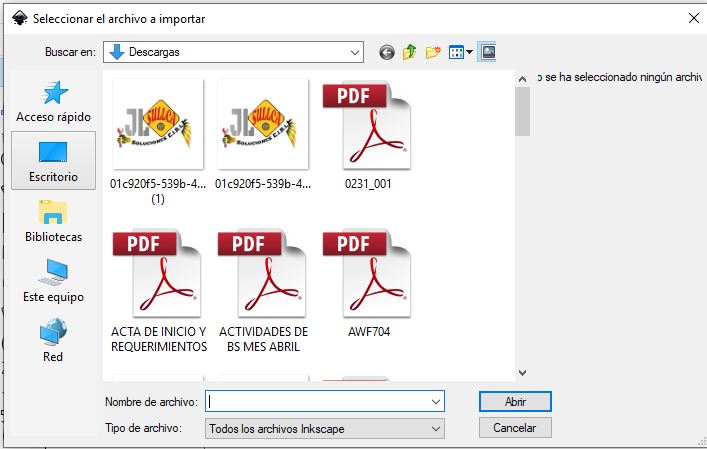 Seleccionar el archivo a importar
Buscar en:
Descargas
o se ha seleccionado ningún archiv
Acceso rápido
Escritorio
Bibliotecas
Este equipo
Red
JL
SULLCA
SOLUCIONES E.I.R.L
01c920f5-539b-4...
(1)
JL
SULLCA
SOLUCIONES E.I.R.L
01c920f5-539b-4...
PDF
0231_001
PDF
ACTA DE INICIO Y
REQUERIMIENTOS
PDF
ACTIVIDADES DE
BS MES ABRIL
PDF
AWF704
Nombre de archivo:
Abrir
Tipo de archivo:
Todos los archivos Inkscape
Cancelar